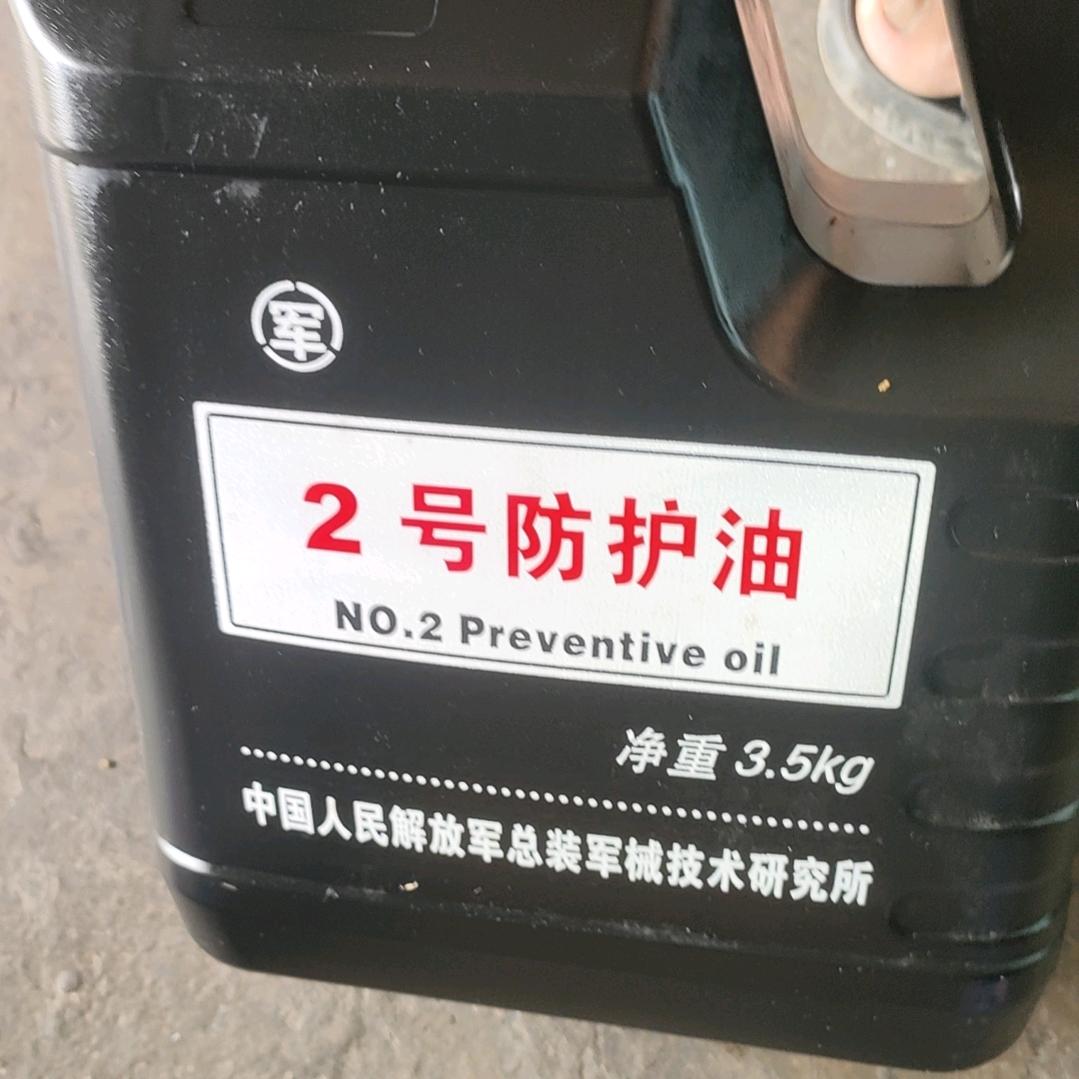 军
2号防护油
NO.2 Preventive oil
净重 3.5kg
中国人民解放军总装军械技术研究所